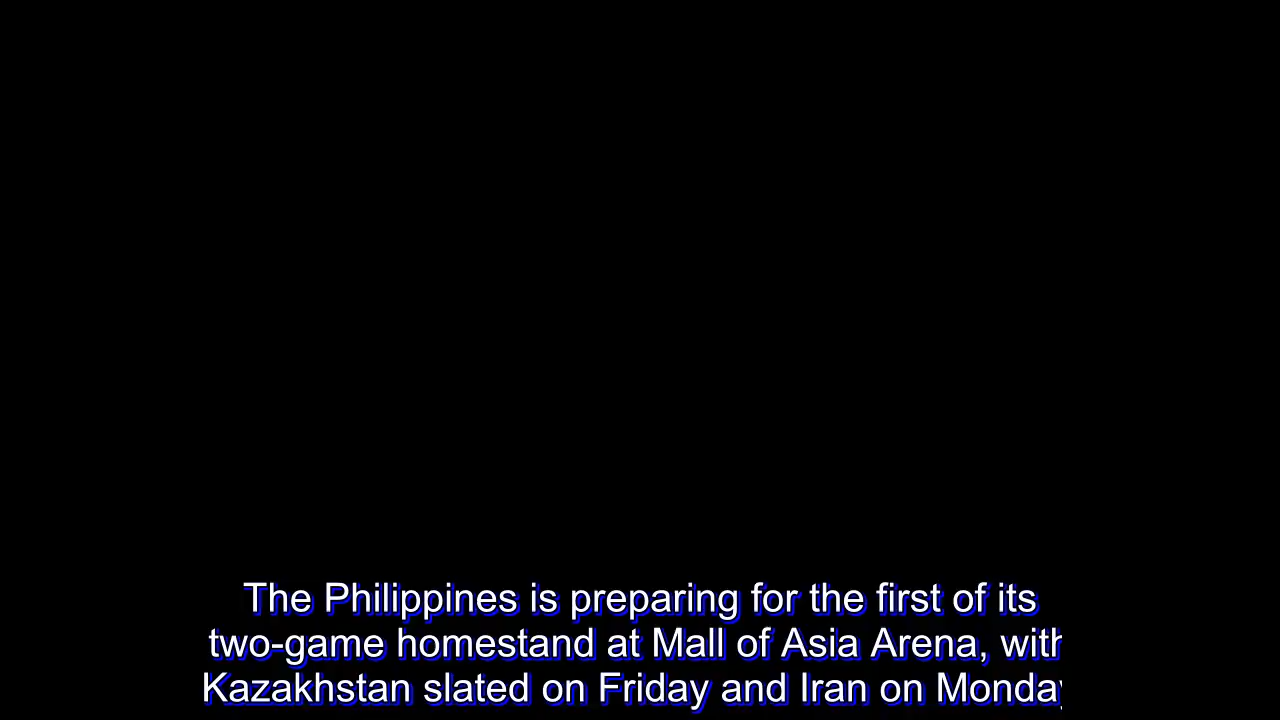 The Philippines is preparing for the first of its
two-game homestand at Mall of Asia Arena, with
Kazakhstan slated on Friday and Iran on Monday